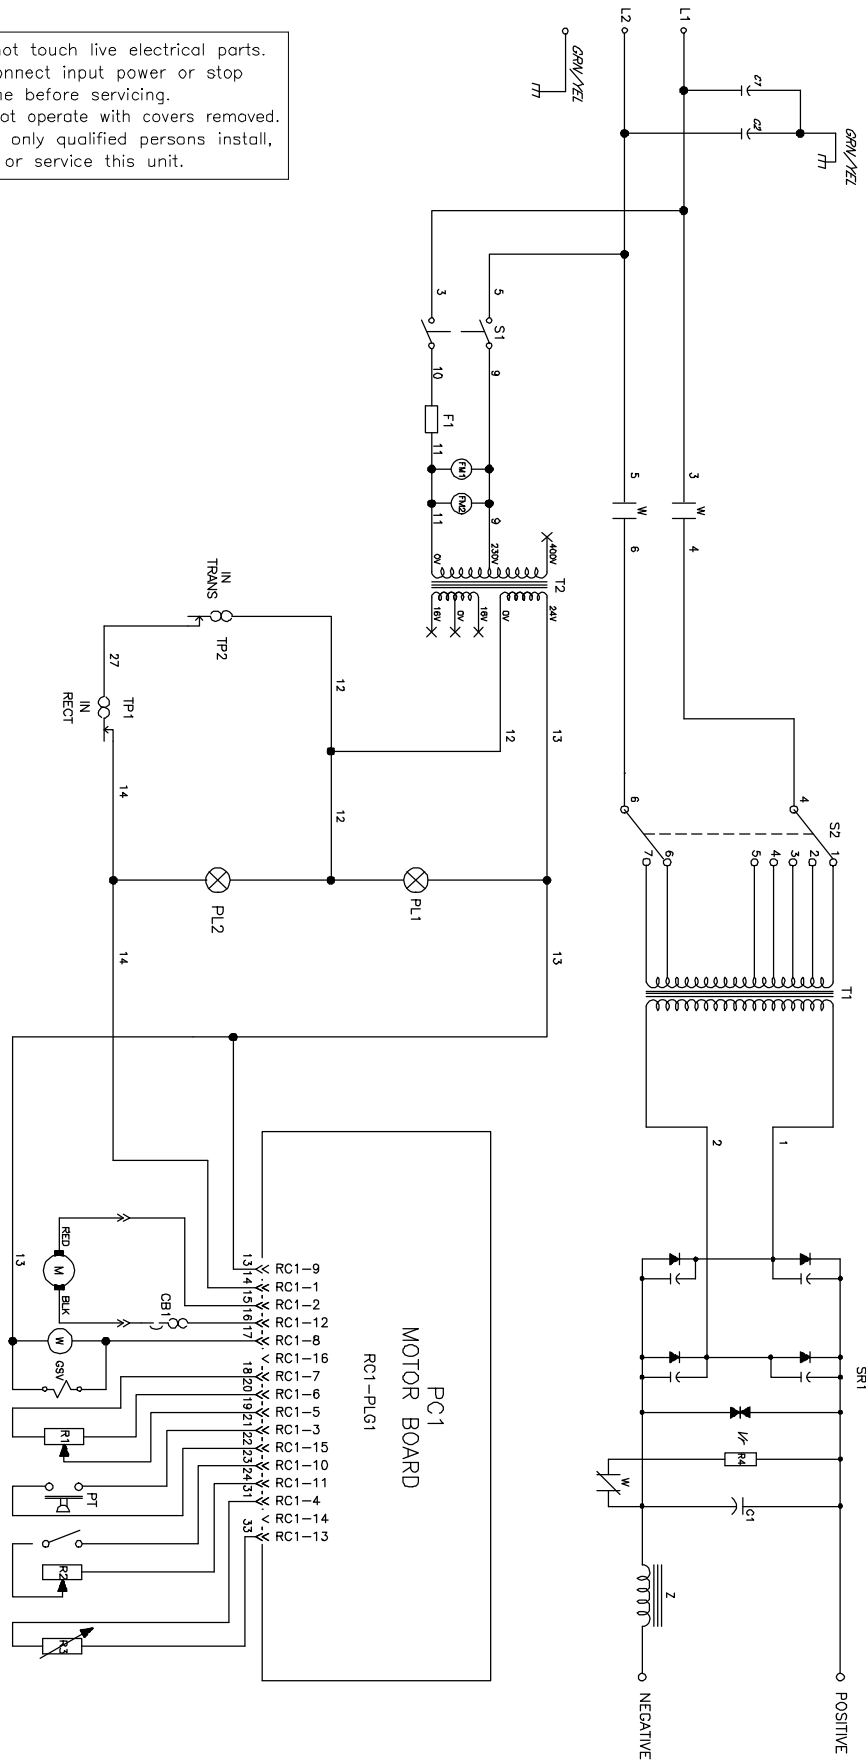 not touch live electrical parts.
onnect input power or stop
ne before servicing.
ot operate with covers removed.
only qualified persons install,
or service this unit.
L2
L1
GRN/YEL
C1
C2
GRN/YEL
3
5
S1
10
9
F1
11
FM1
FM2
11
9
0V
230V
400V
T2
16V
0V
16V
0V
24V
5
W
6
3
W
4
IN
TRANS
TP2
27
TP1
IN
RECT
12
12
13
12
14
PL2
PL1
14
13
6
4
S2
7
6
5
4
3
2
1
T1
2
1
SR1
Vr
R4
W
C1
Z
NEGATIVE
POSITIVE
PC1
MOTOR BOARD
RC1-PLG1
13
RC1-9
14
RC1-1
15
RC1-2
16
RC1-12
17
RC1-8
RC1-16
18
RC1-7
20
RC1-6
19
RC1-5
21
RC1-3
22
RC1-15
23
RC1-10
24
RC1-11
31
RC1-4
RC1-14
33
RC1-13
13
RED
M
BLK
CB1
W
GSV
R1
PT
R2
R3